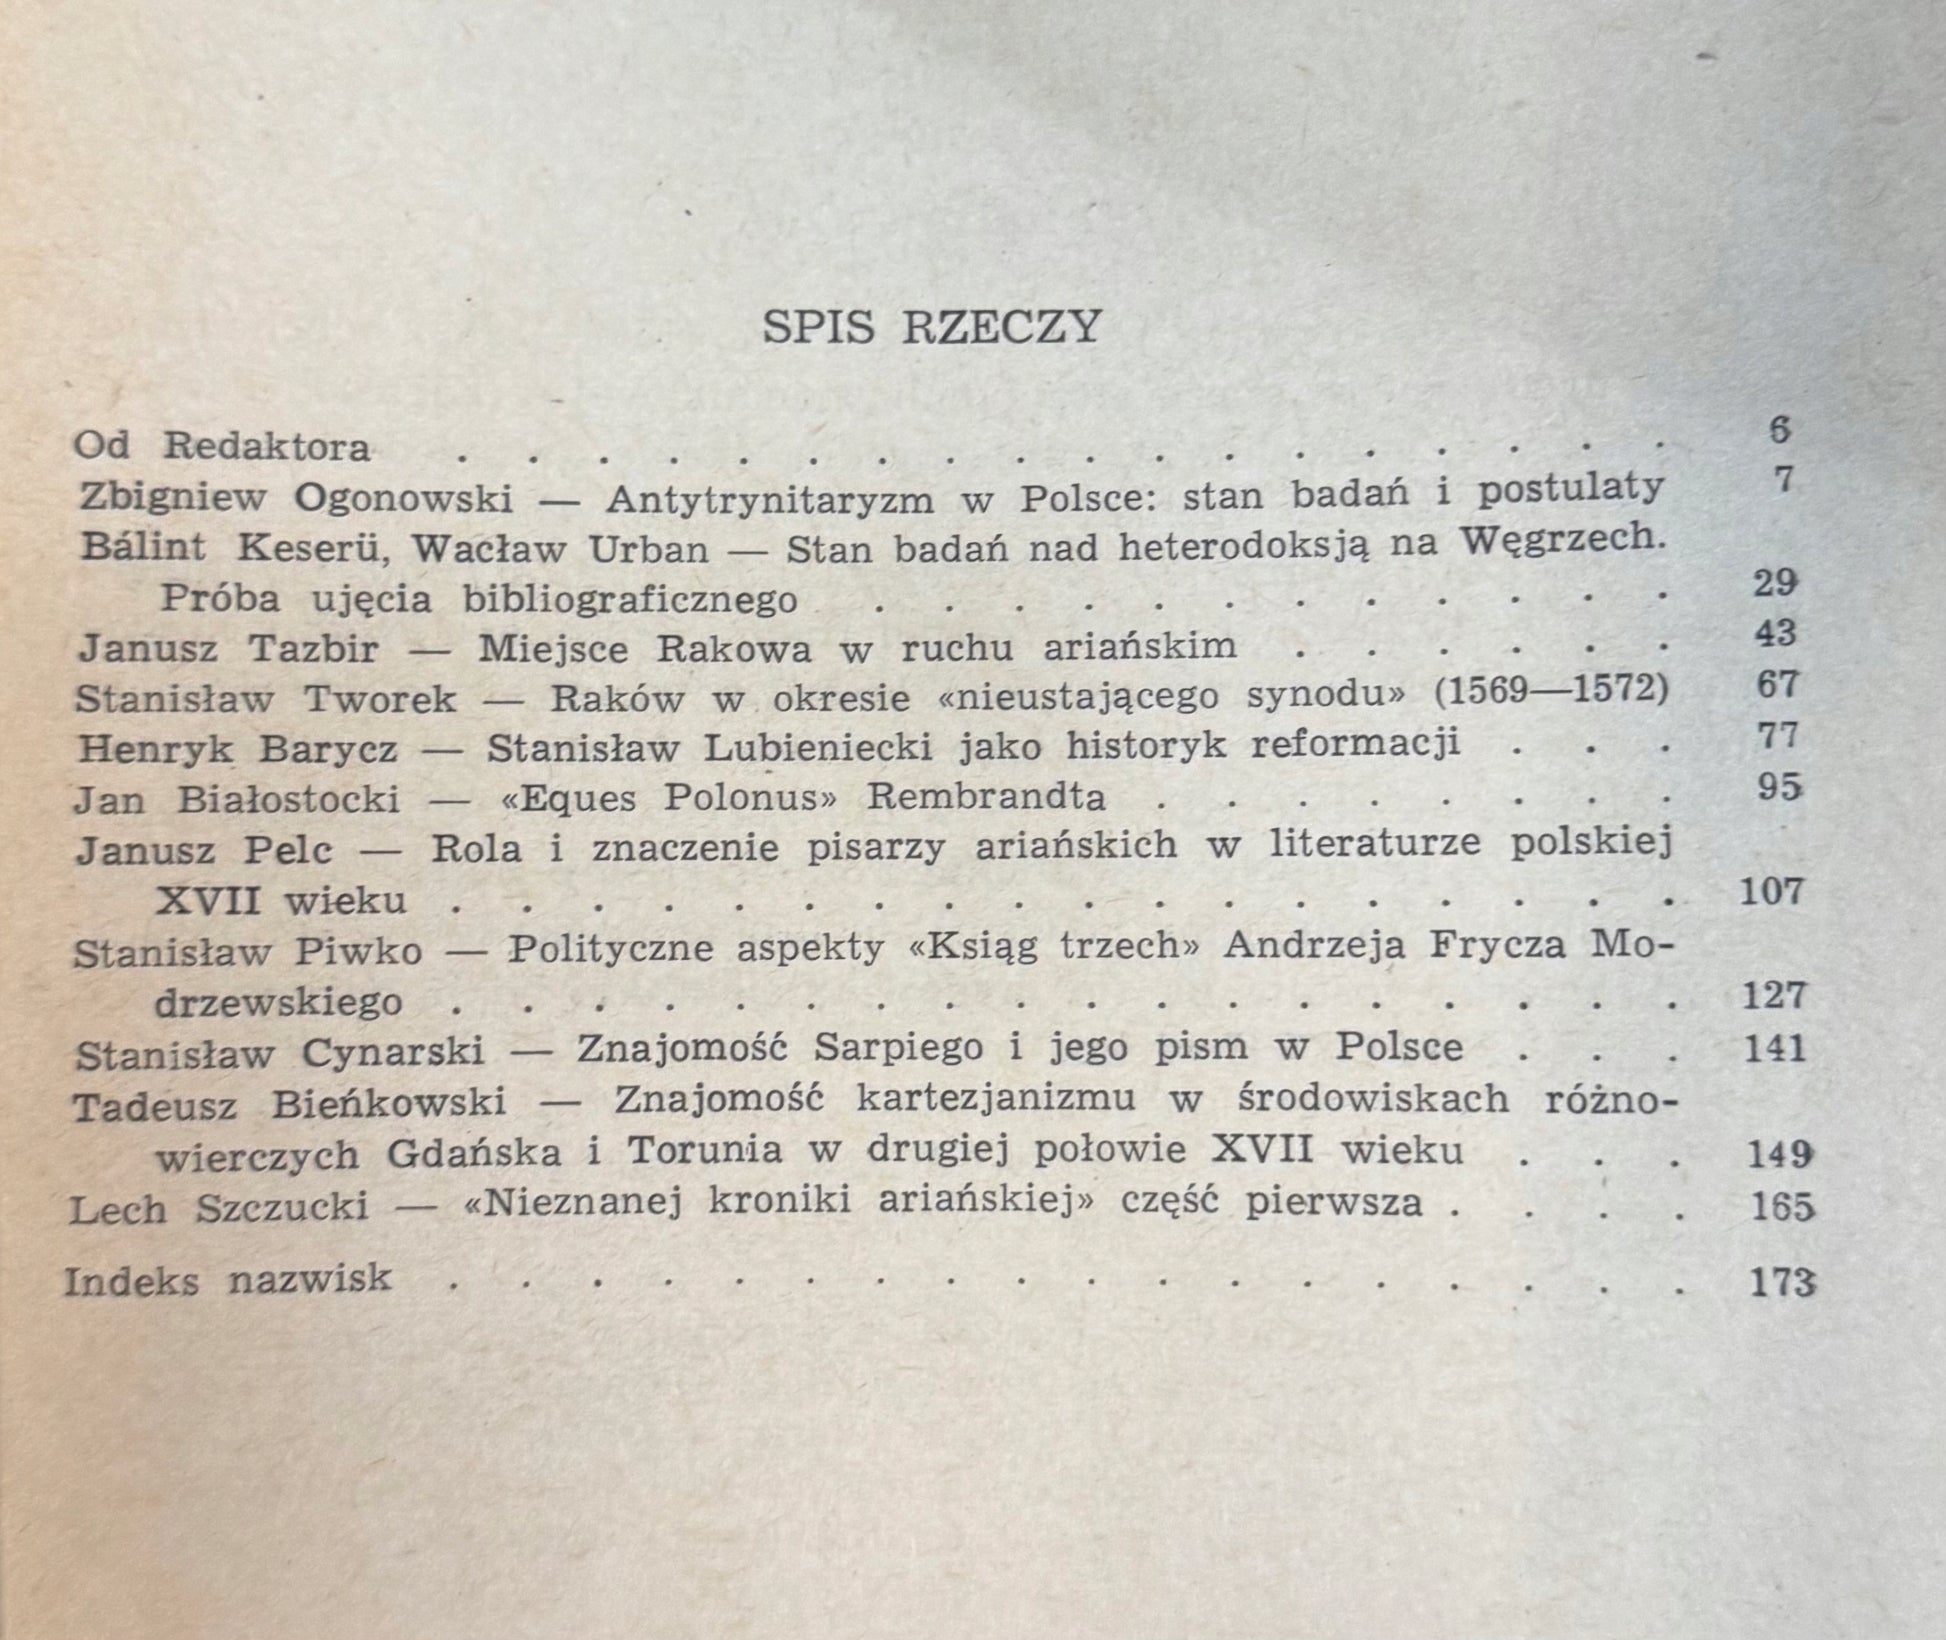 SPIS RZECZY
Od Redaktora . . . . . . . . . . . . . . . . . . 6
Zbigniew Ogonowski — Antytrynitaryzm w Polsce: stan badań i postulaty 7
Bálint Keserü, Wacław Urban — Stan badań nad heterodoksją na Węgrzech.
Próba ujęcia bibliograficznego . . . . . . . . . . . . 29
Janusz Tazbir — Miejsce Rakowa w ruchu ariańskim . . . . . . 43
Stanisław Tworek — Raków w okresie «nieustającego synodu» (1569—1572) 67
Henryk Barycz — Stanisław Lubieniecki jako historyk reformacji . . . 77
Jan Białostocki — «Eques Polonus» Rembrandta . . . . . . . . 95
Janusz Pelc — Rola i znaczenie pisarzy ariańskich w literaturze polskiej
XVII wieku . . . . . . . . . . . . . . . . . . 107
Stanisław Piwko — Polityczne aspekty «Ksiąg trzech» Andrzeja Frycza Mo-
drzewskiego . . . . . . . . . . . . . . . . . . 127
Stanisław Cynarski — Znajomość Sarpiego i jego pism w Polsce . . . 141
Tadeusz Bieńkowski — Znajomość kartezjanizmu w środowiskach różno-
wierczych Gdańska i Torunia w drugiej połowie XVII wieku . . . 149
Lech Szczucki — «Nieznanej kroniki ariańskiej» część pierwsza . . . . 165
Indeks nazwisk . . . . . . . . . . . . . . . . . . 173